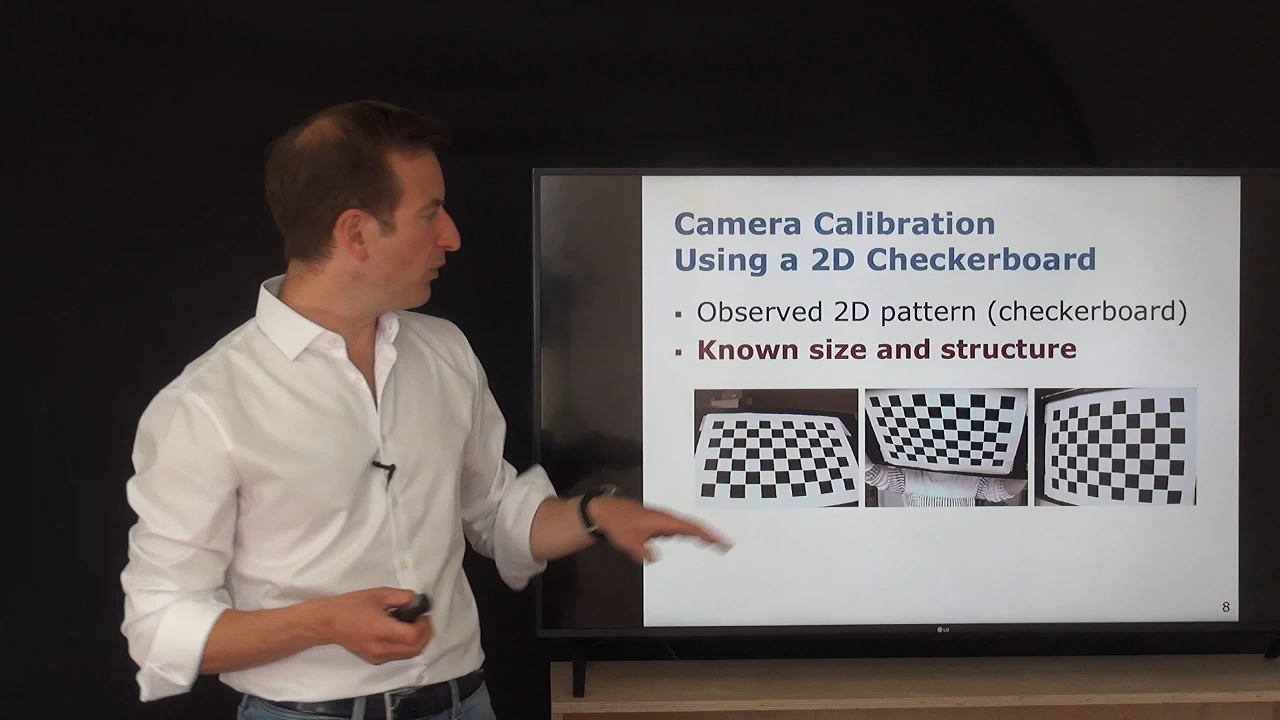 Camera Calibration
Using a 2D Checkerboard
▪ Observed 2D pattern (checkerboard)
▪ Known size and structure
8
LG